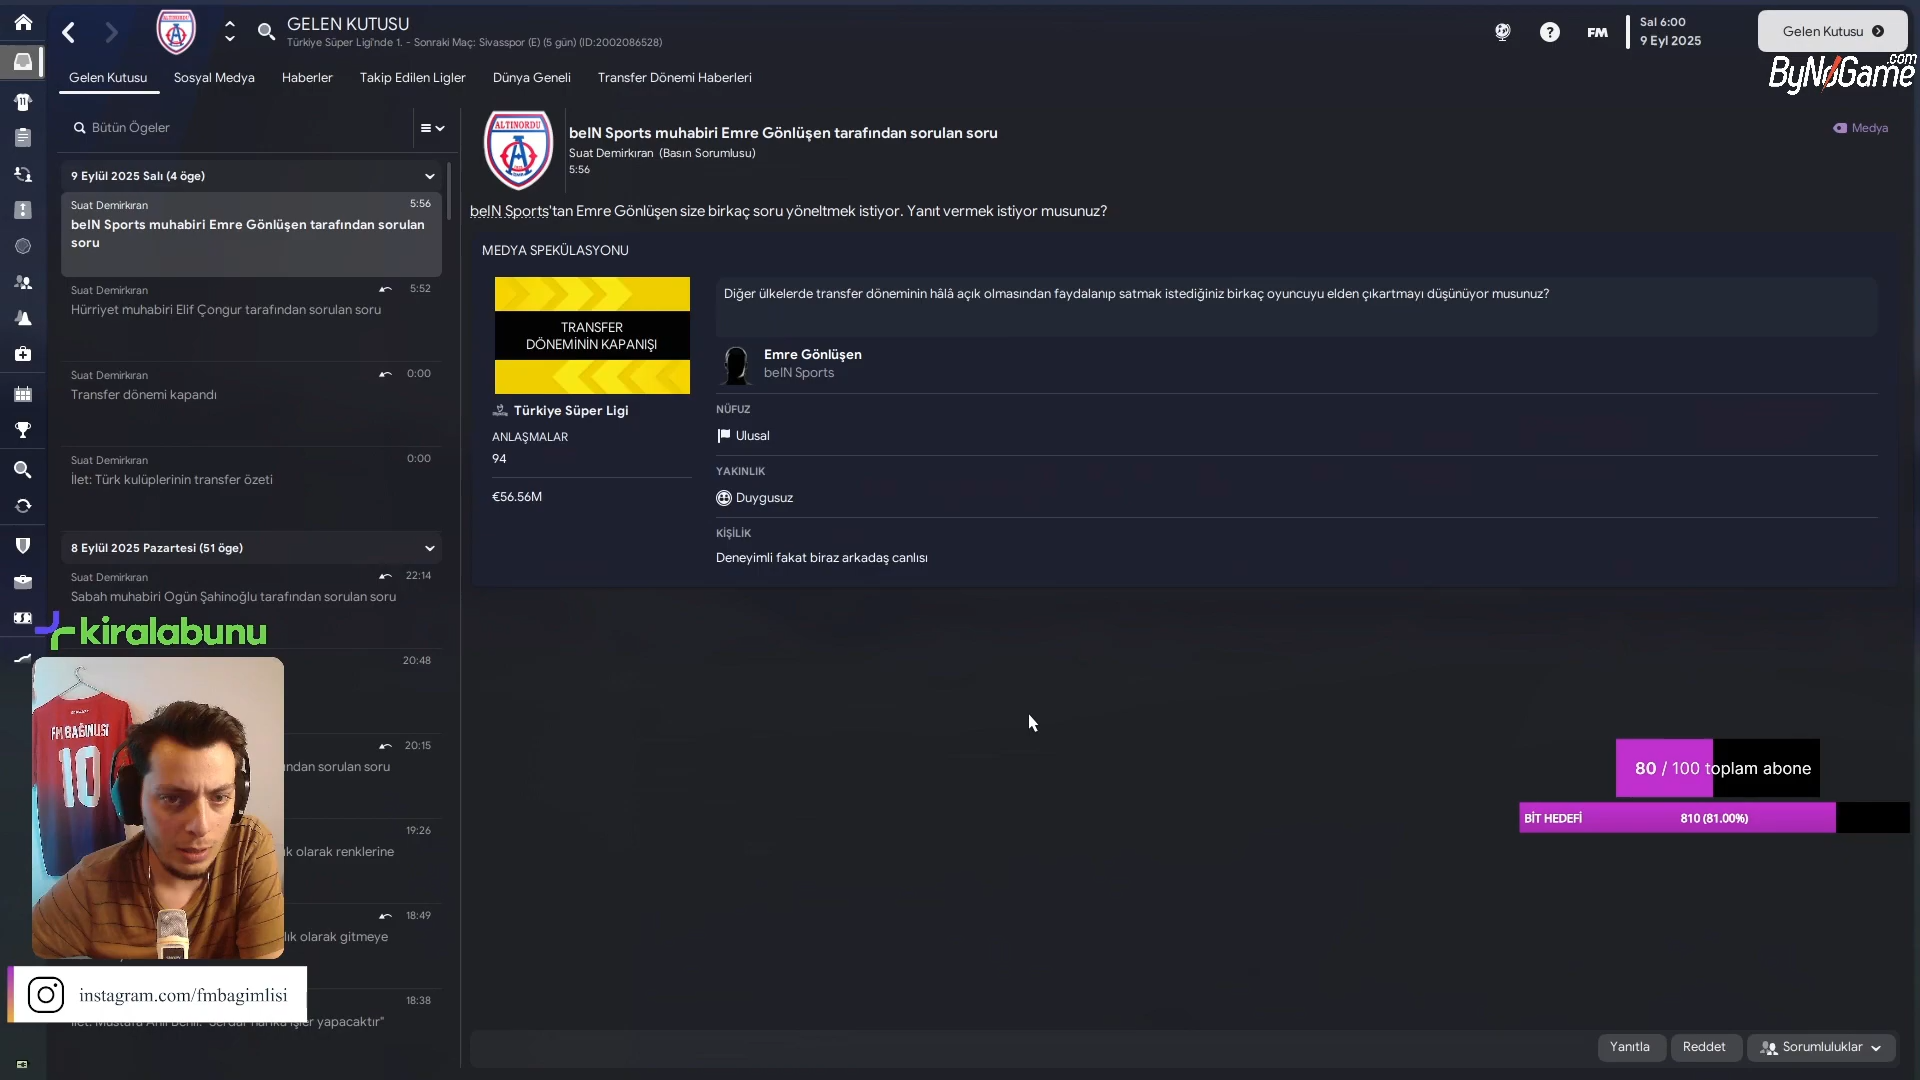 GELEN KUTUSU
Türkiye Süper Ligi'nde 1. - Sonraki Maç: Sivasspor (E) (5 gün) (ID:2002086528)
FM
Sal 6:00
9 Eyl 2025
Gelen Kutusu
ByNoGame.com
Gelen Kutusu
Sosyal Medya
Haberler
Takip Edilen Ligler
Dünya Geneli
Transfer Dönemi Haberleri
Bütün Ögeler
9 Eylül 2025 Salı (4 öge)
Suat Demirkıran 5:56
beIN Sports muhabiri Emre Gönlüşen tarafından sorulan
soru
Suat Demirkıran 5:52
Hürriyet muhabiri Elif Çongur tarafından sorulan soru
Suat Demirkıran 0:00
Transfer dönemi kapandı
Suat Demirkıran 0:00
İlet: Türk kulüplerinin transfer özeti
8 Eylül 2025 Pazartesi (51 öge)
Suat Demirkıran 22:14
Sabah muhabiri Ogün Şahinoğlu tarafından sorulan soru
kiralabunu
20:48
20:15
ından sorulan soru
19:26
ık olarak renklerine
18:49
lık olarak gitmeye
18:38
yapacaktır"
FM BAĞIMLISI
10
instagram.com/fmbagimlisi
ALTINORDU
beIN Sports muhabiri Emre Gönlüşen tarafından sorulan soru
Suat Demirkıran (Basın Sorumlusu)
5:56
Medya
beIN Sports'tan Emre Gönlüşen size birkaç soru yöneltmek istiyor. Yanıt vermek istiyor musunuz?
MEDYA SPEKÜLASYONU
TRANSFER
DÖNEMİNİN KAPANIŞI
Türkiye Süper Ligi
ANLAŞMALAR
94
€56.56M
Diğer ülkelerde transfer döneminin hâlâ açık olmasından faydalanıp satmak istediğiniz birkaç oyuncuyu elden çıkartmayı düşünüyor musunuz?
Emre Gönlüşen
beIN Sports
NÜFUZ
Ulusal
YAKINLIK
Duygusuz
KİŞİLİK
Deneyimli fakat biraz arkadaş canlısı
80 / 100 toplam abone
BİT HEDEFİ 810 (81.00%)
Yanıtla
Reddet
Sorumluluklar